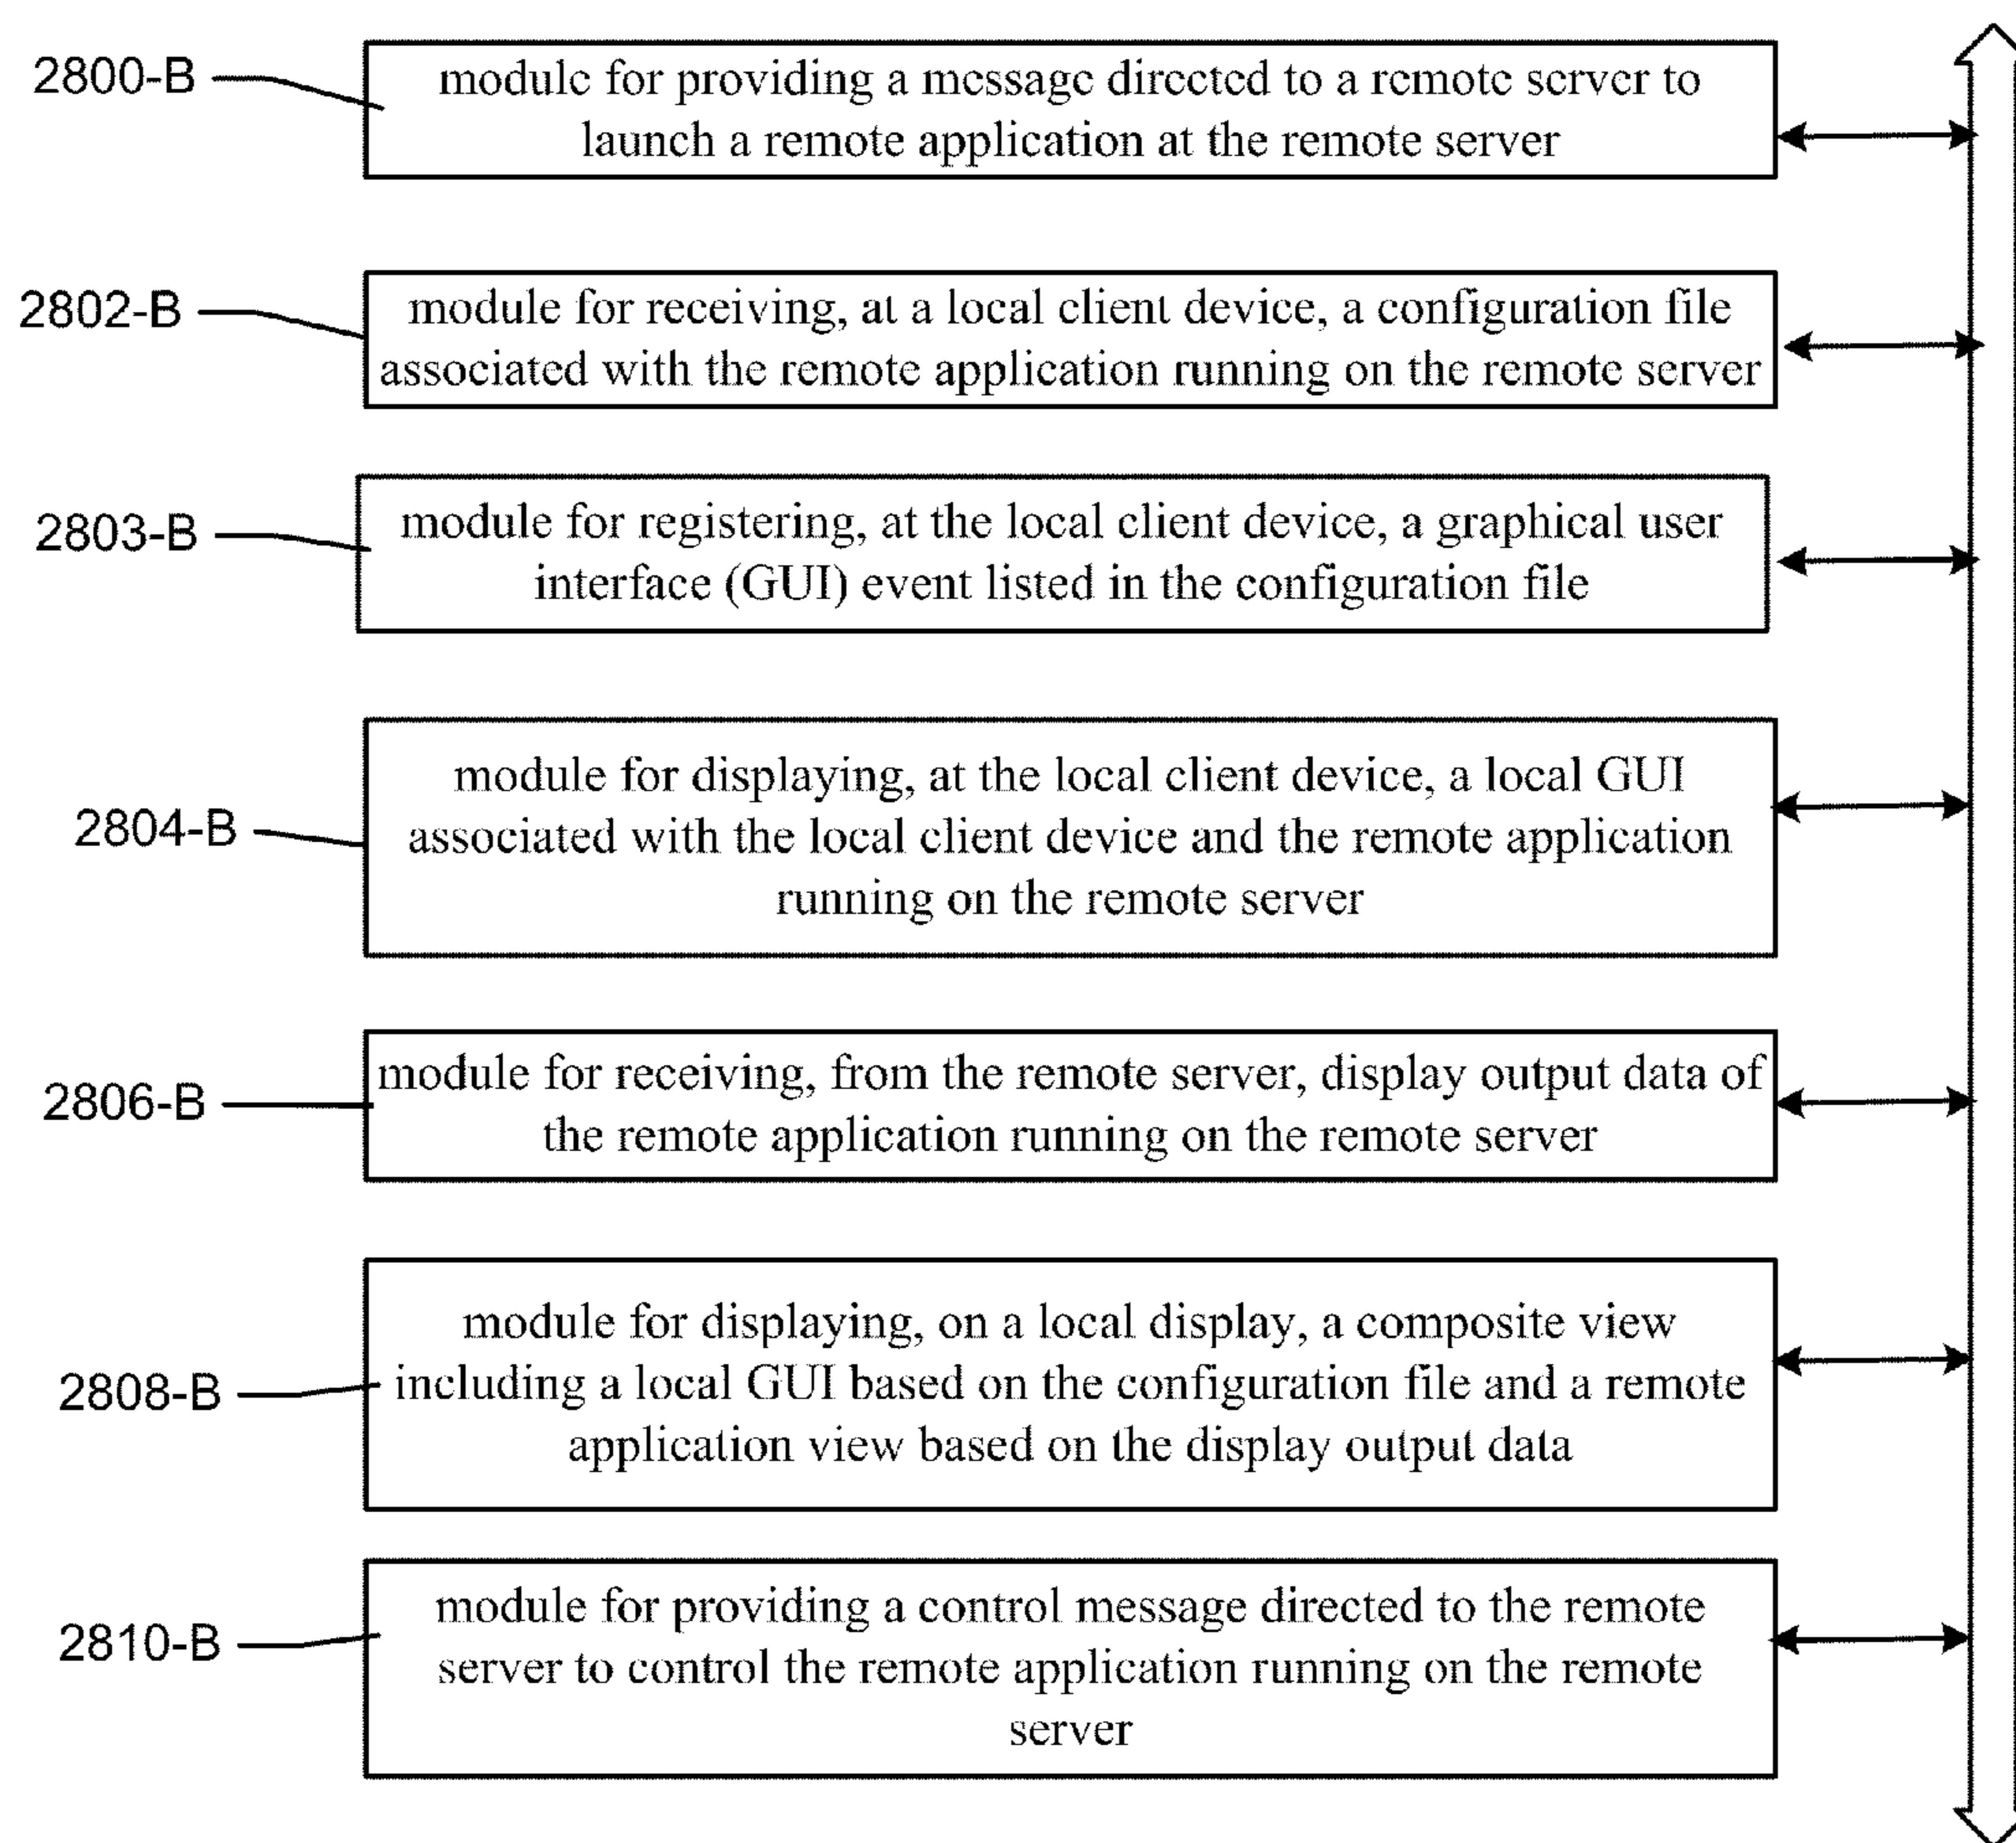 2800-B
module for providing a message directed to a remote server to
launch a remote application at the remote server
2802-B
module for receiving, at a local client device, a configuration file
associated with the remote application running on the remote server
2803-B
module for registering, at the local client device, a graphical user
interface (GUI) event listed in the configuration file
2804-B
module for displaying, at the local client device, a local GUI
associated with the local client device and the remote application
running on the remote server
2806-B
module for receiving, from the remote server, display output data of
the remote application running on the remote server
2808-B
module for displaying, on a local display, a composite view
including a local GUI based on the configuration file and a remote
application view based on the display output data
2810-B
module for providing a control message directed to the remote
server to control the remote application running on the remote
server